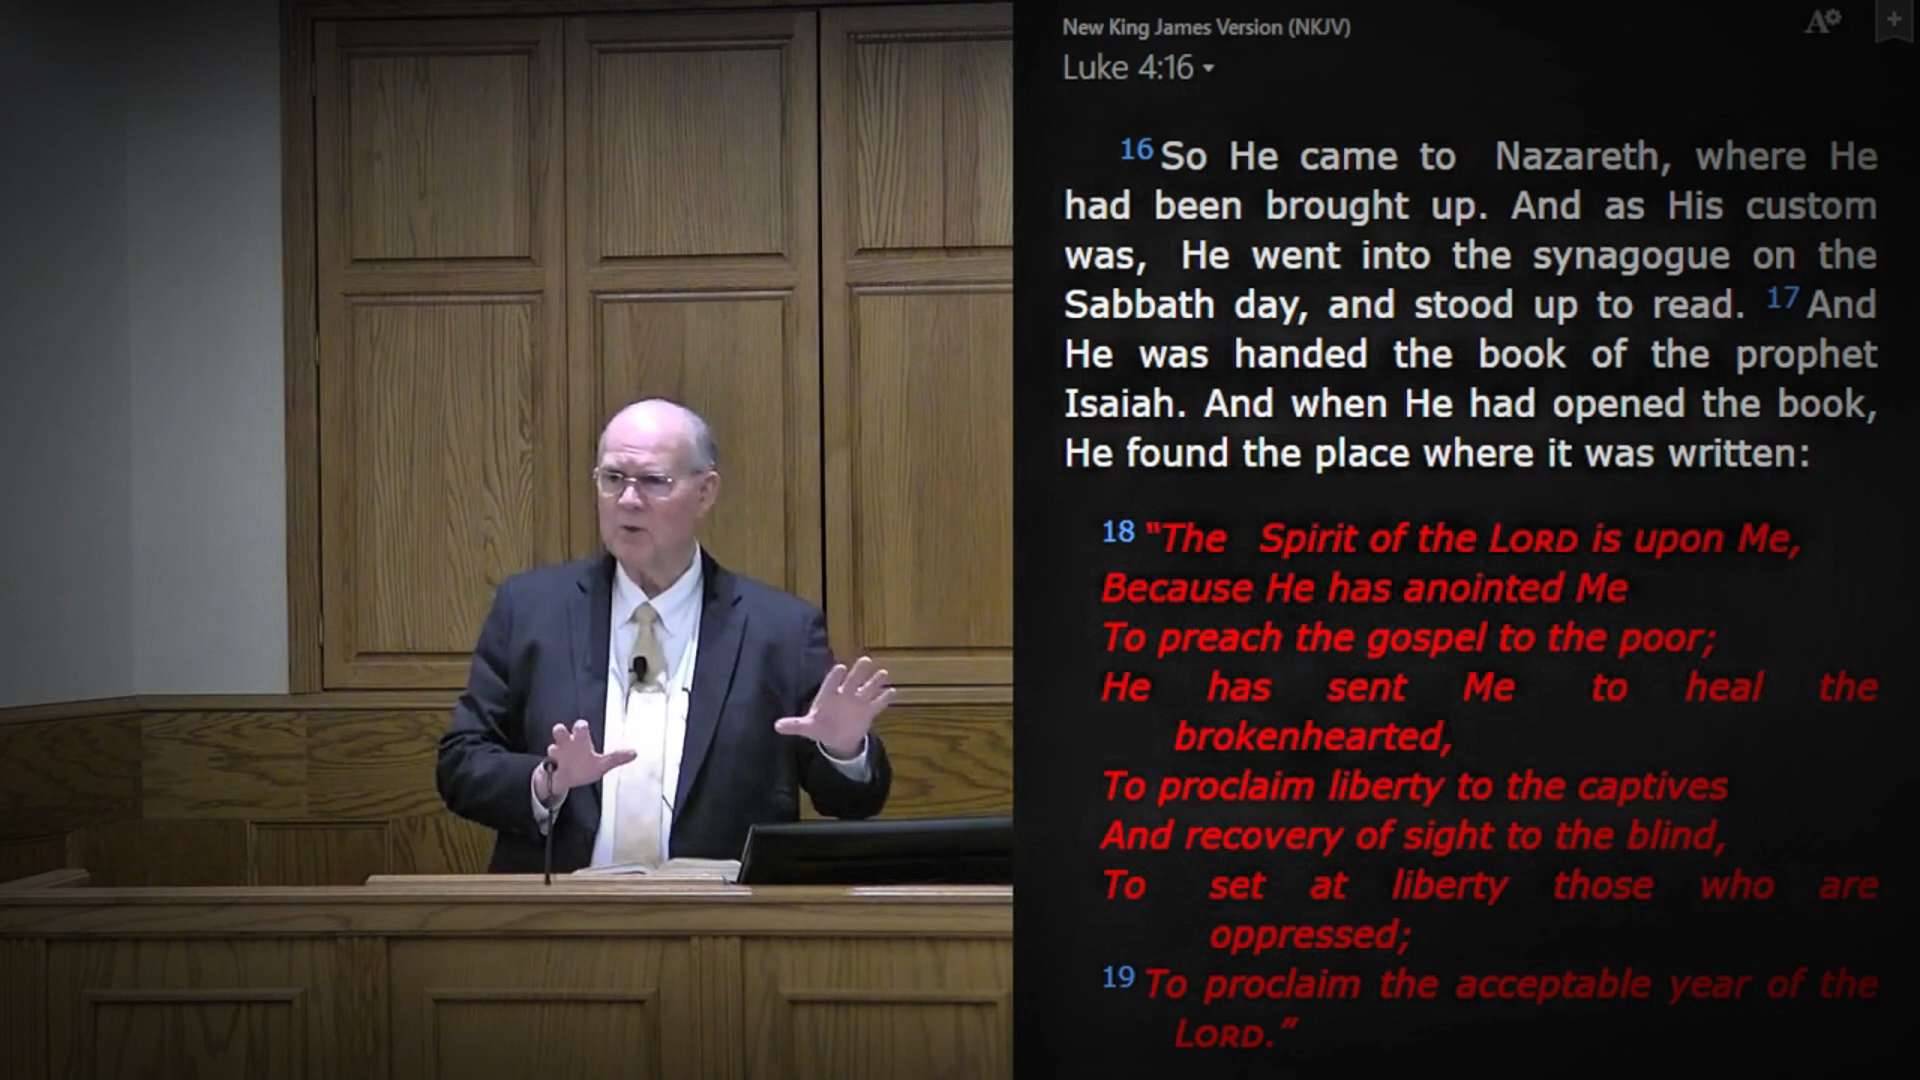 New King James Version (NKJV)
Luke 4:16
16 So He came to Nazareth, where He
had been brought up. And as His custom
was, He went into the synagogue on the
Sabbath day, and stood up to read. 17 And
He was handed the book of the prophet
Isaiah. And when He had opened the book,
He found the place where it was written:
18 “The Spirit of the LORD is upon Me,
Because He has anointed Me
To preach the gospel to the poor;
He has sent Me to heal the
brokenhearted,
To proclaim liberty to the captives
And recovery of sight to the blind,
To set at liberty those who are
oppressed;
19 To proclaim the acceptable year of the
LORD.”